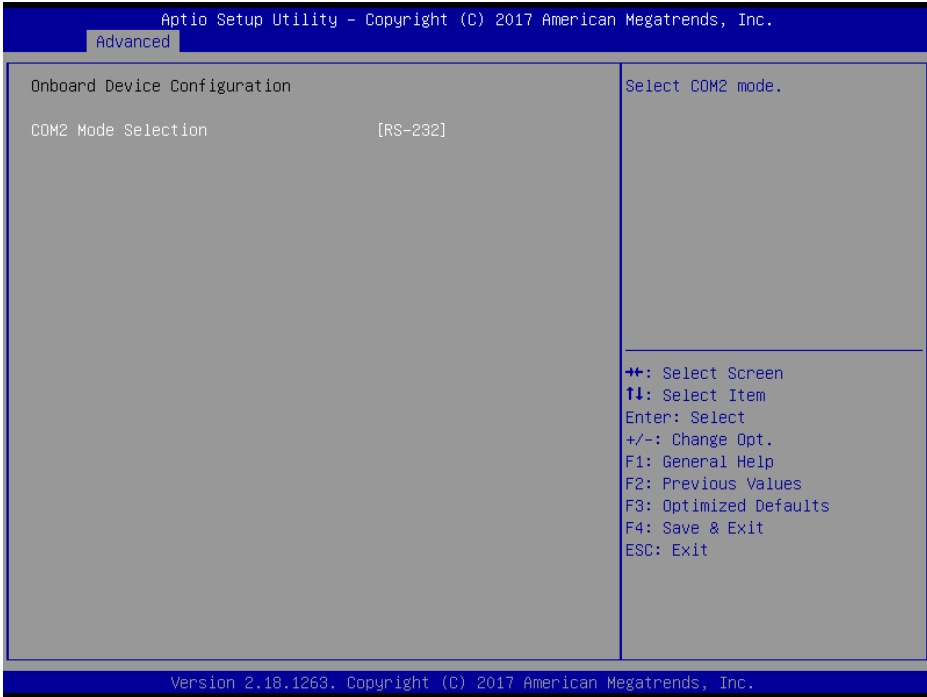 Aptio Setup Utility – Copyright (C) 2017 American Megatrends, Inc.
Advanced
Onboard Device Configuration
COM2 Mode Selection [RS-232]
Select COM2 mode.
→←: Select Screen
↑↓: Select Item
Enter: Select
+/-: Change Opt.
F1: General Help
F2: Previous Values
F3: Optimized Defaults
F4: Save & Exit
ESC: Exit
Version 2.18.1263. Copyright (C) 2017 American Megatrends, Inc.